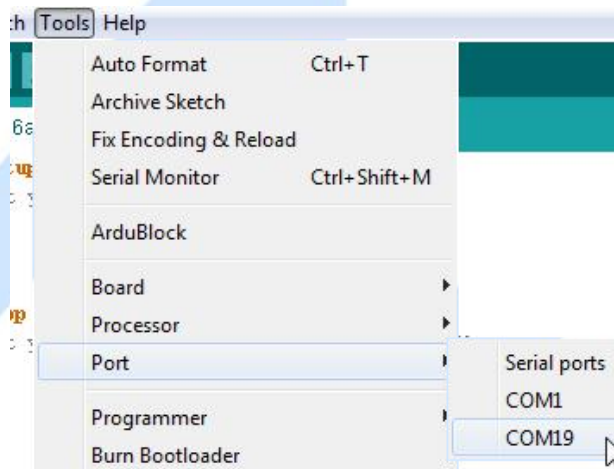 Tools Help
Auto Format Ctrl+T
Archive Sketch
Fix Encoding & Reload
Serial Monitor Ctrl+Shift+M
ArduBlock
Board
Processor
Port
Serial ports
COM1
Programmer
COM19
Burn Bootloader